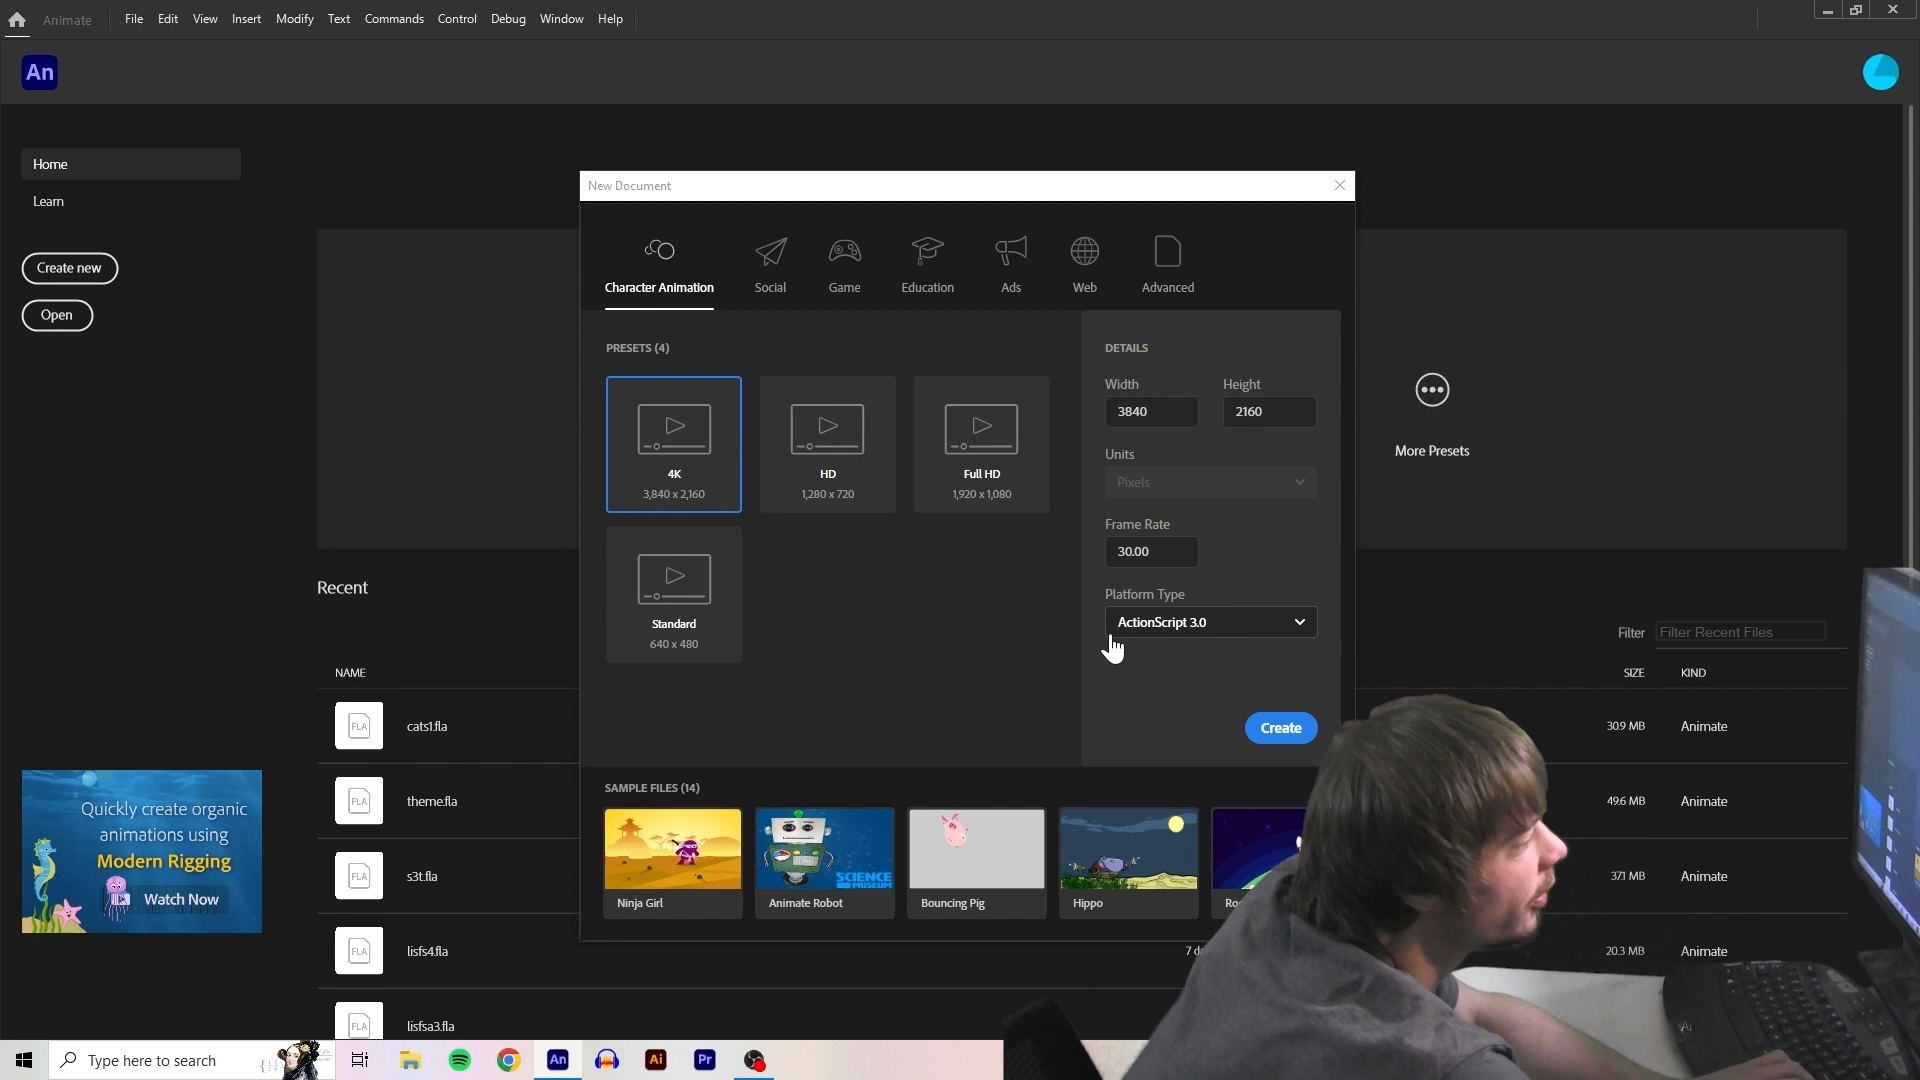 Animate File Edit View Insert Modify Text Commands Control Debug Window Help
An
Home
Learn
Create new
Open
New Document
Character Animation Social Game Education Ads Web Advanced
PRESETS (4)
4K
3,840 x 2,160
HD
1,280 x 720
Full HD
1,920 x 1,080
Standard
640 x 480
DETAILS
Width Height
3840 2160
Units
Pixels
Frame Rate
30.00
Platform Type
ActionScript 3.0
Create
More Presets
SAMPLE FILES (14)
Ninja Girl
SCIENCE
MUSEUM
Animate Robot
Bouncing Pig
Hippo
Recent
Filter Filter Recent Files
NAME SIZE KIND
FLA cats1.fla 30.9 MB Animate
FLA theme.fla 49.6 MB Animate
FLA s3t.fla 37.1 MB Animate
FLA lisfs4.fla 7 20.3 MB Animate
FLA lisfsa3.fla
Quickly create organic
animations using
Modern Rigging
Watch Now
Type here to search
An Ai Pr